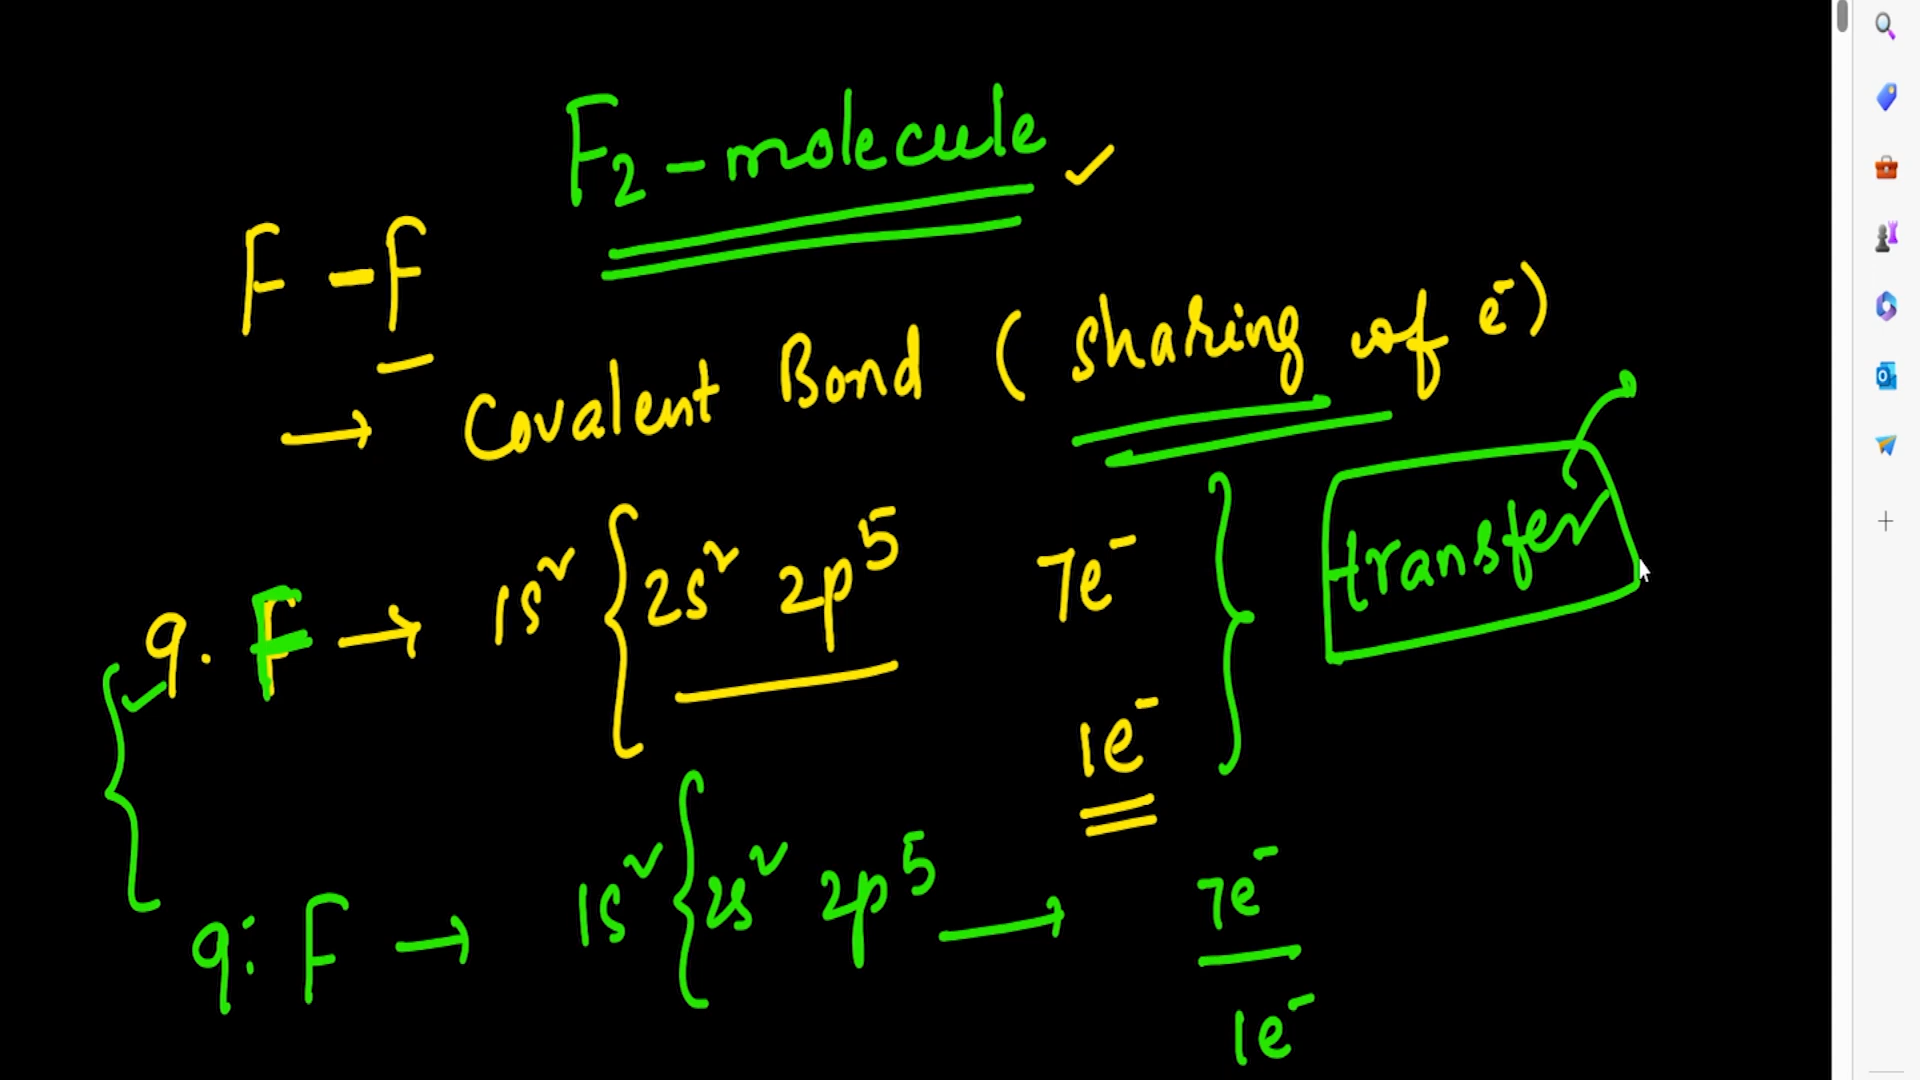 F₂ - molecule ✓
F - F
→ Covalent Bond (sharing of e⁻)
transfer
9. F → 1s² { 2s² 2p⁵ 7e⁻ }
1e⁻
9: F → 1s² { 2s² 2p⁵ → 7e⁻
1e⁻